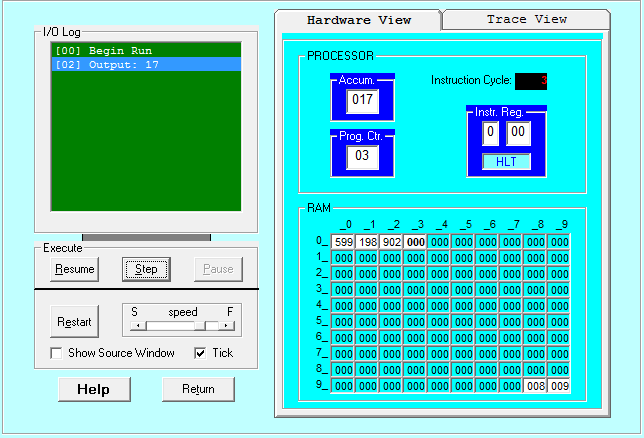 I/O Log
[00] Begin Run
[02] Output: 17
Execute
Resume Step Pause
Restart
S speed F
Show Source Window Tick
Help Return
Hardware View Trace View
PROCESSOR
Accum.
017
Prog. Ctr.
03
Instruction Cycle: 3
Instr. Reg.
0 00
HLT
RAM
_0 _1 _2 _3 _4 _5 _6 _7 _8 _9
0_ 599 198 902 000 000 000 000 000 000 000
1_ 000 000 000 000 000 000 000 000 000 000
2_ 000 000 000 000 000 000 000 000 000 000
3_ 000 000 000 000 000 000 000 000 000 000
4_ 000 000 000 000 000 000 000 000 000 000
5_ 000 000 000 000 000 000 000 000 000 000
6_ 000 000 000 000 000 000 000 000 000 000
7_ 000 000 000 000 000 000 000 000 000 000
8_ 000 000 000 000 000 000 000 000 000 000
9_ 000 000 000 000 000 000 000 000 008 009